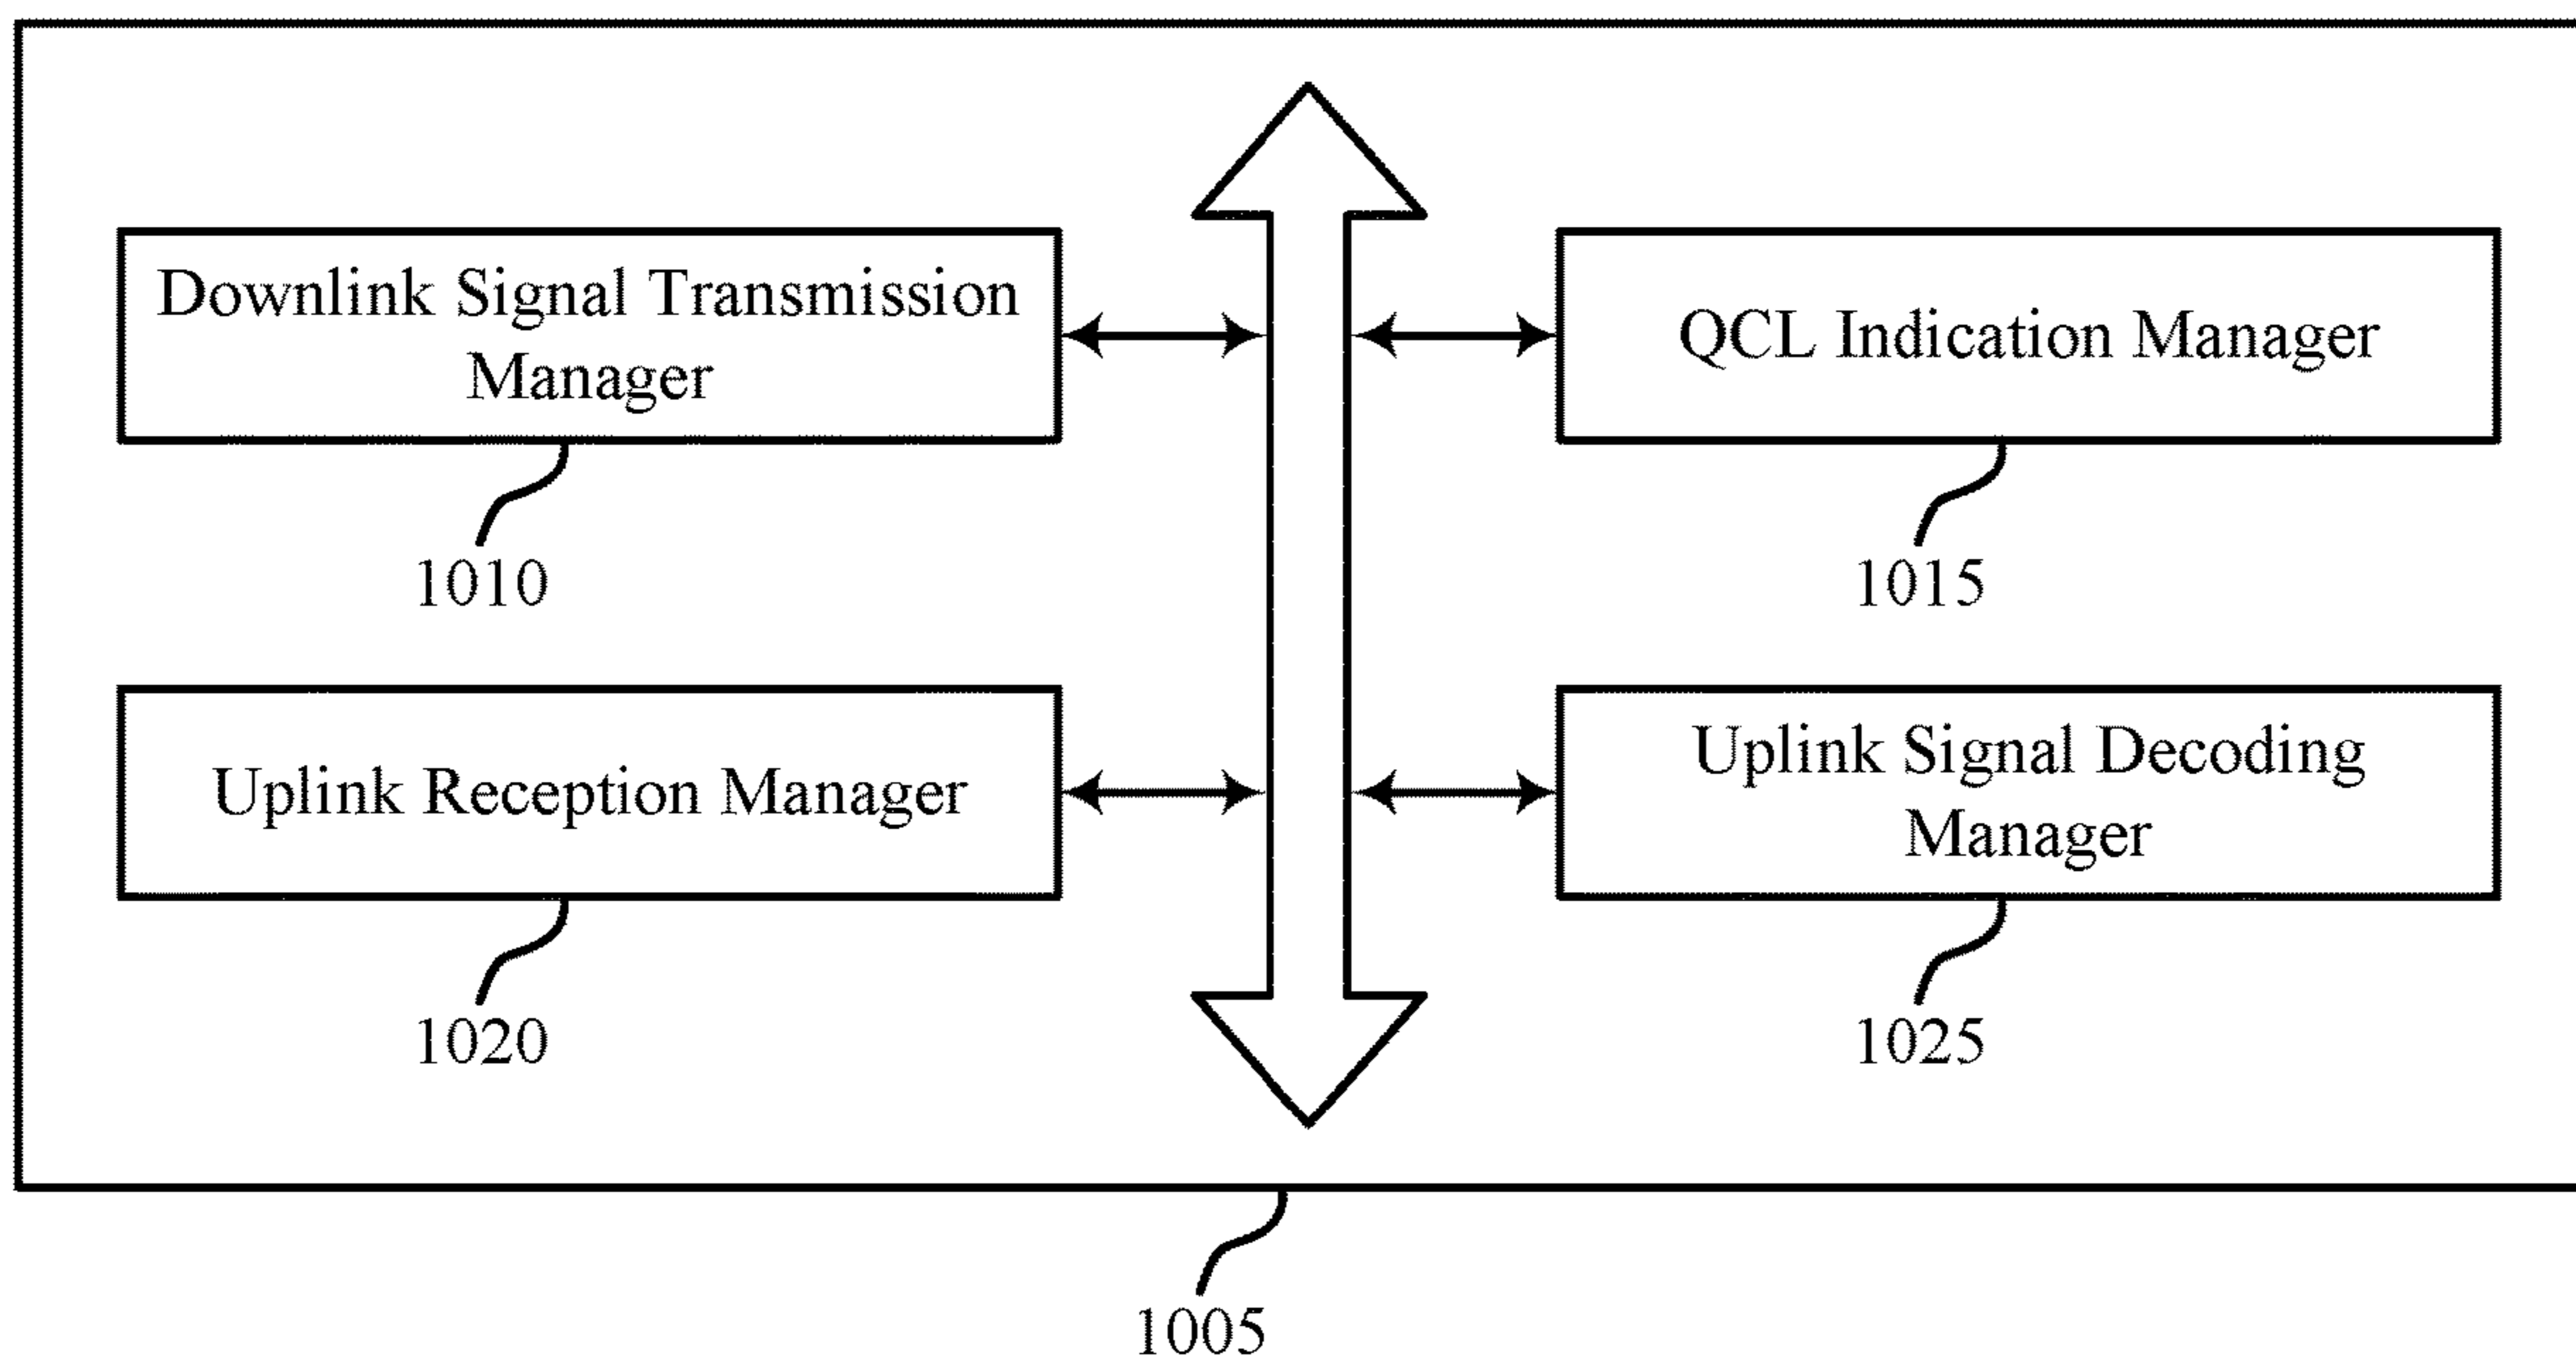 Downlink Signal Transmission
Manager
1010
QCL Indication Manager
1015
Uplink Reception Manager
1020
Uplink Signal Decoding
Manager
1025
1005